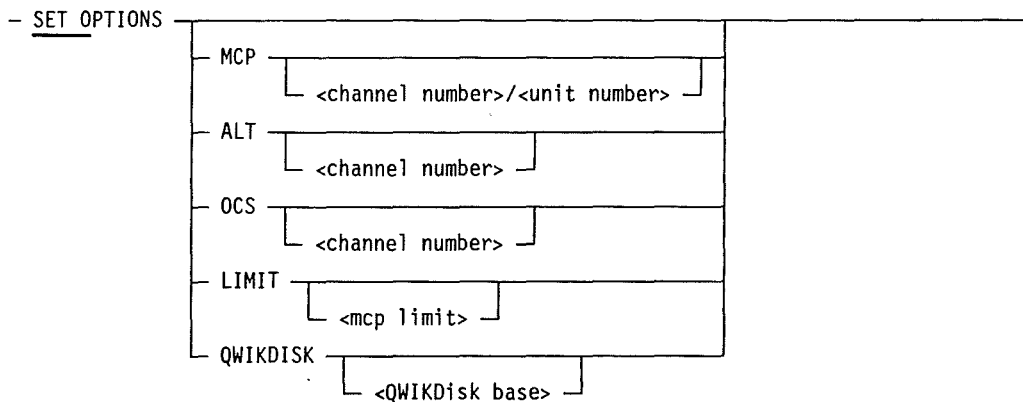 SET OPTIONS
MCP
<channel number>/<unit number>
ALT
<channel number>
OCS
<channel number>
LIMIT
<mcp limit>
QWIKDISK
<QWIKDisk base>